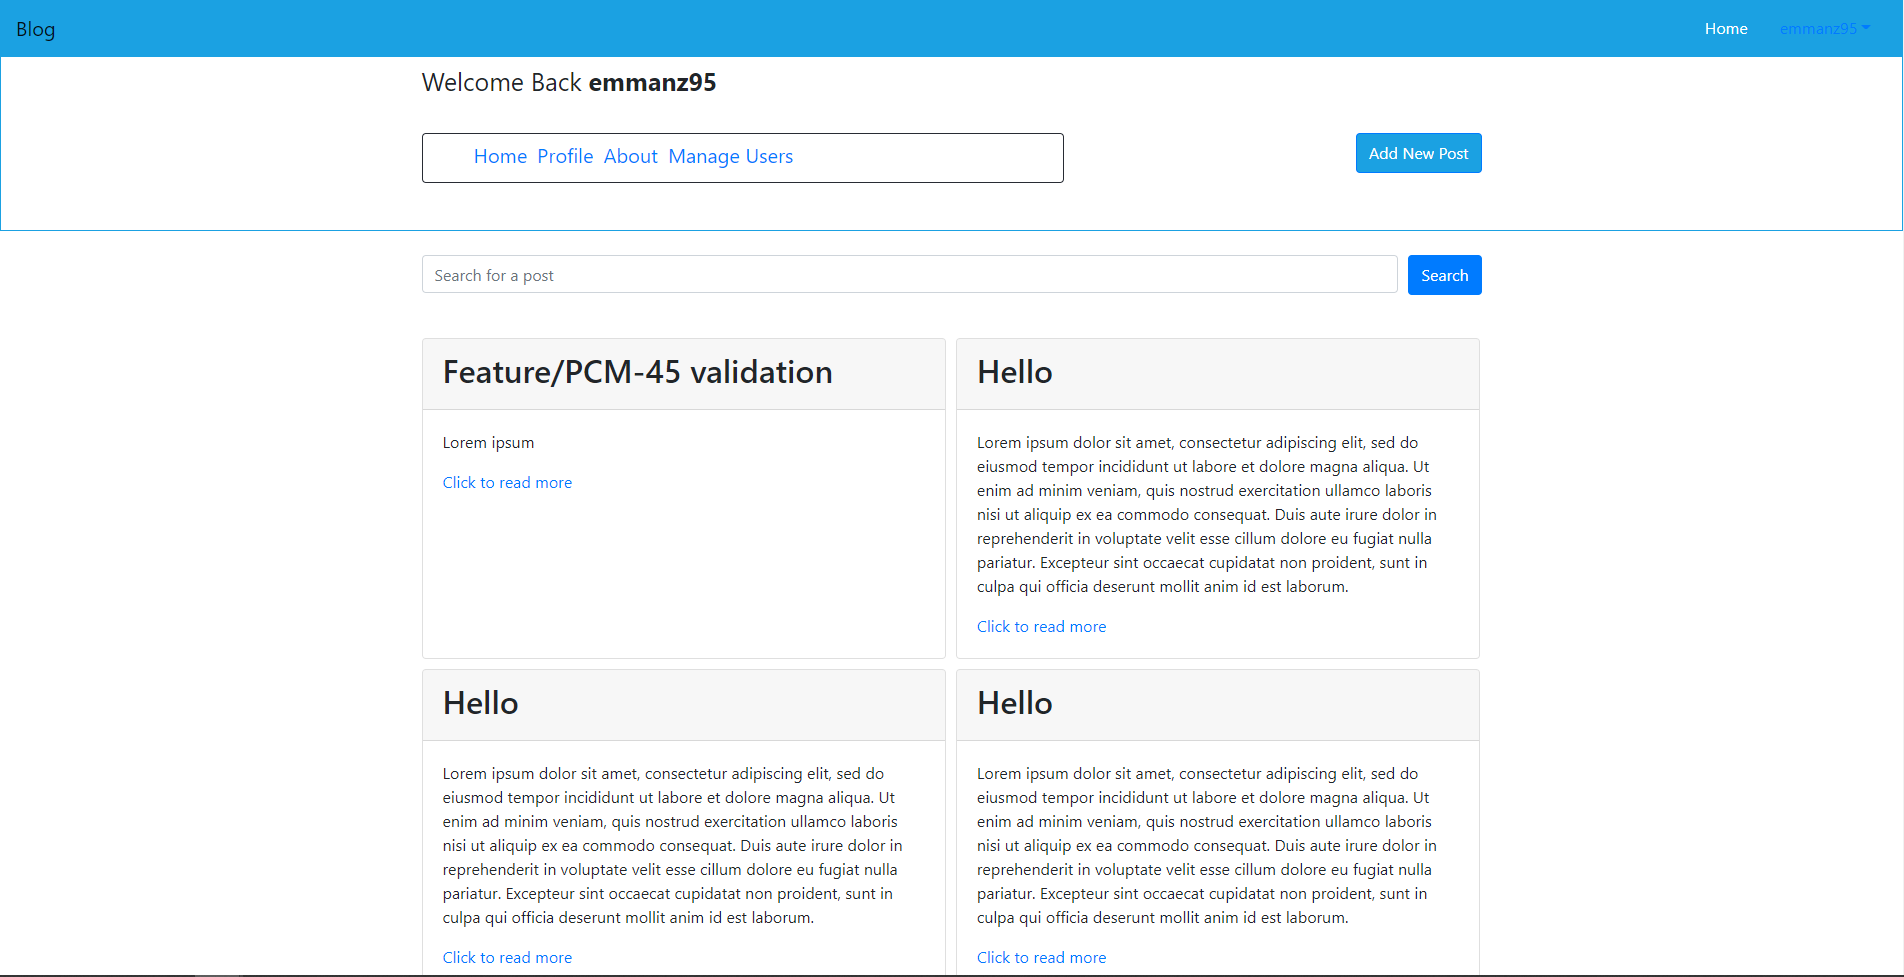 Blog
Home emmanz95
Welcome Back emmanz95
Home Profile About Manage Users
Add New Post
Search for a post
Search
Feature/PCM-45 validation
Lorem ipsum
Click to read more
Hello
Lorem ipsum dolor sit amet, consectetur adipiscing elit, sed do
eiusmod tempor incididunt ut labore et dolore magna aliqua. Ut
enim ad minim veniam, quis nostrud exercitation ullamco laboris
nisi ut aliquip ex ea commodo consequat. Duis aute irure dolor in
reprehenderit in voluptate velit esse cillum dolore eu fugiat nulla
pariatur. Excepteur sint occaecat cupidatat non proident, sunt in
culpa qui officia deserunt mollit anim id est laborum.
Click to read more
Hello
Lorem ipsum dolor sit amet, consectetur adipiscing elit, sed do
eiusmod tempor incididunt ut labore et dolore magna aliqua. Ut
enim ad minim veniam, quis nostrud exercitation ullamco laboris
nisi ut aliquip ex ea commodo consequat. Duis aute irure dolor in
reprehenderit in voluptate velit esse cillum dolore eu fugiat nulla
pariatur. Excepteur sint occaecat cupidatat non proident, sunt in
culpa qui officia deserunt mollit anim id est laborum.
Click to read more
Hello
Lorem ipsum dolor sit amet, consectetur adipiscing elit, sed do
eiusmod tempor incididunt ut labore et dolore magna aliqua. Ut
enim ad minim veniam, quis nostrud exercitation ullamco laboris
nisi ut aliquip ex ea commodo consequat. Duis aute irure dolor in
reprehenderit in voluptate velit esse cillum dolore eu fugiat nulla
pariatur. Excepteur sint occaecat cupidatat non proident, sunt in
culpa qui officia deserunt mollit anim id est laborum.
Click to read more